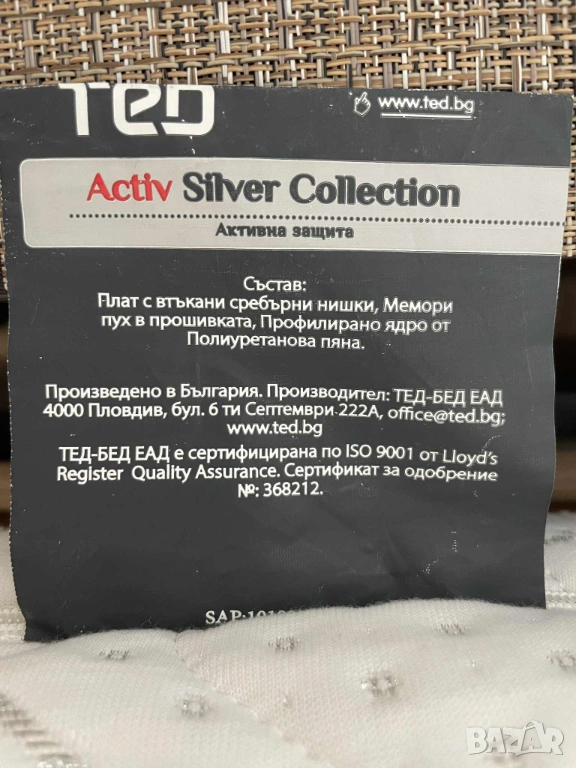 TED
www.ted.bg
Activ Silver Collection
Активна защита
Състав:
Плат с втъкани сребърни нишки, Мемори
пух в прошивката, Профилирано ядро от
Полиуретанова пяна.
Произведено в България. Производител: ТЕД-БЕД ЕАД
4000 Пловдив, бул. 6 ти Септември 222А, office@ted.bg;
www.ted.bg
ТЕД-БЕД ЕАД е сертифицирана по ISO 9001 от Lloyd's
Register Quality Assurance. Сертификат за одобрение
№: 368212.
BAZAR